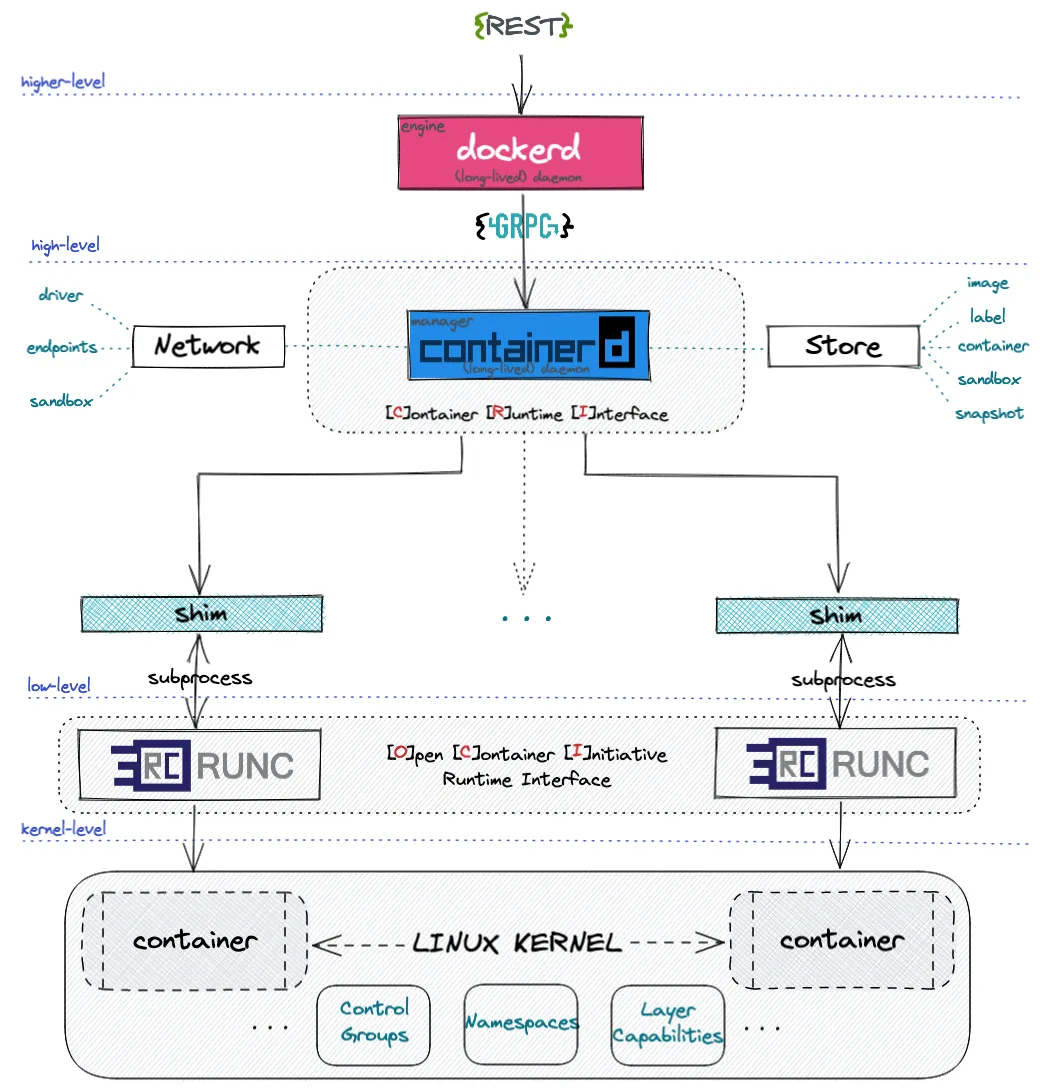 {REST}
higher-level
engine
dockerd
(long-lived) daemon
{GRPC}
high-level
driver
endpoints
sandbox
Network
manager
containerd
(long-lived) daemon
[C]ontainer [R]untime [I]nterface
Store
image
label
container
sandbox
snapshot
Shim
. . .
Shim
subprocess
subprocess
low-level
RC RUNC
[O]pen [C]ontainer [I]nitiative
Runtime Interface
RC RUNC
kernel-level
container
LINUX KERNEL
container
. . .
Control
Groups
Namespaces
Layer
Capabilities
. . .